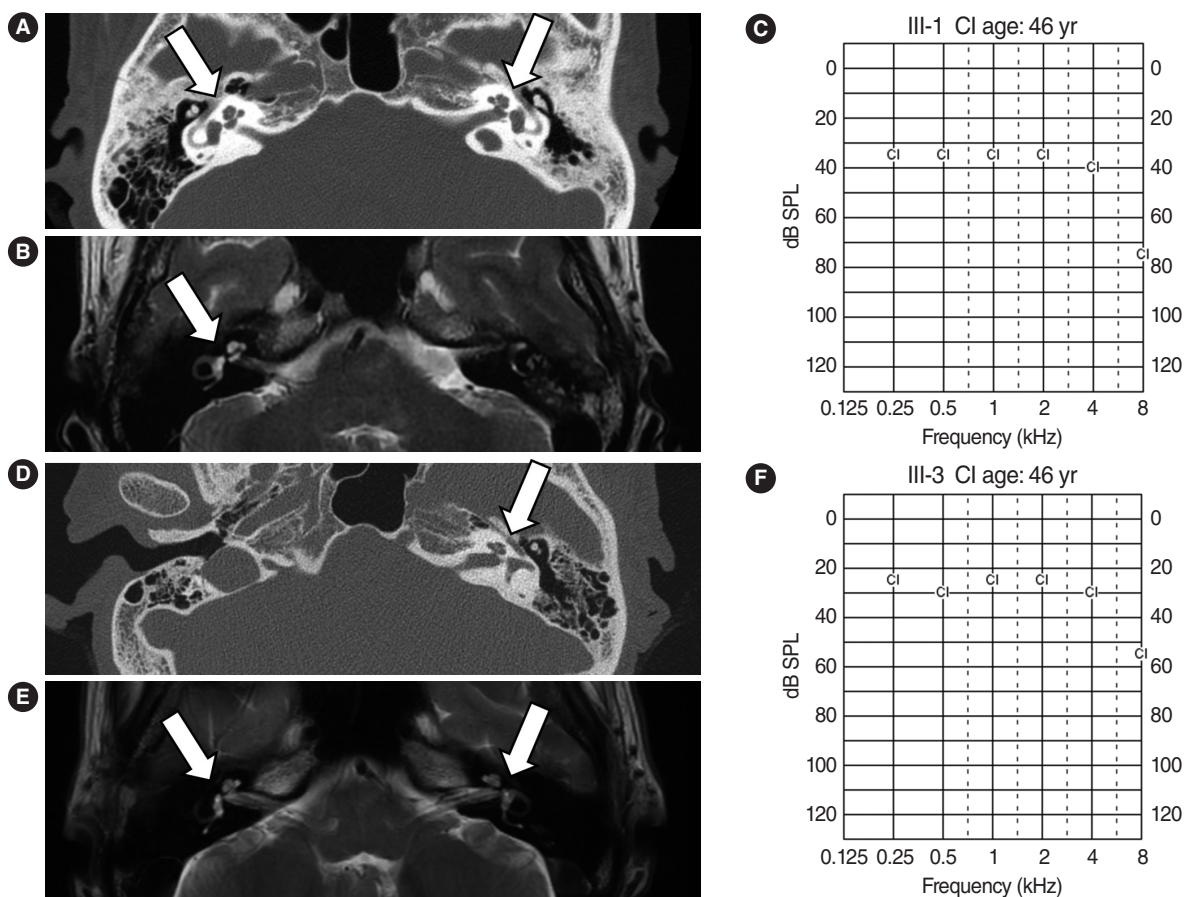 A
B
D
E
C
III-1 CI age: 46 yr
0 0
20 20
CI CI CI CI
40 CI 40
dB SPL
60 60
CI
80 80
100 100
120 120
0.125 0.25 0.5 1 2 4 8
Frequency (kHz)
F
III-3 CI age: 46 yr
0 0
20 20
CI CI CI CI CI
40 40
dB SPL
CI
60 60
80 80
100 100
120 120
0.125 0.25 0.5 1 2 4 8
Frequency (kHz)